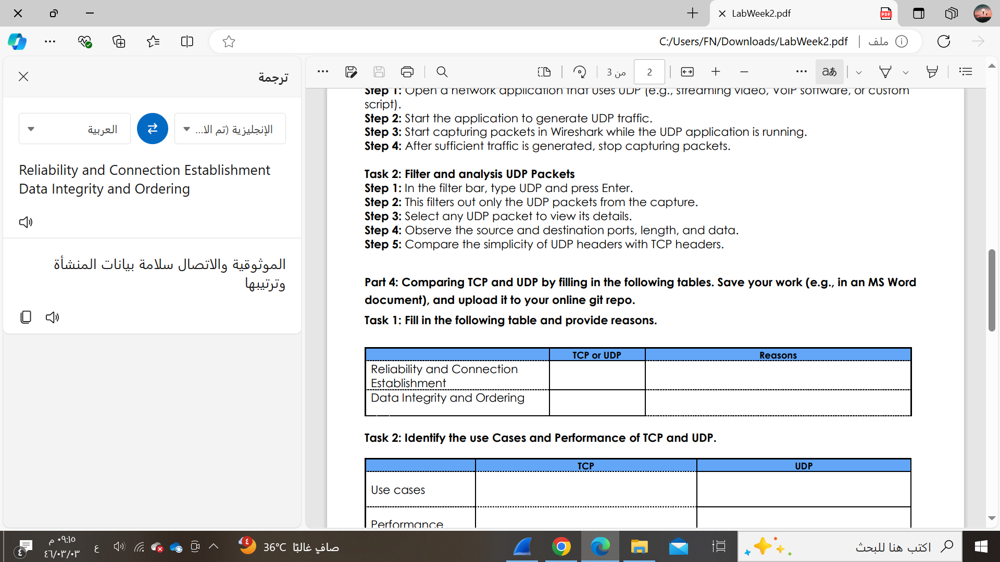 LabWeek2.pdf
C:/Users/FN/Downloads/LabWeek2.pdf
ملف
ترجمة
الإنجليزية (تم الا...
العربية
Reliability and Connection Establishment
Data Integrity and Ordering
الموثوقية والاتصال سلامة بيانات المنشأة
وترتيبها
من 3
2
aあ
Step 1: Open a network application that uses UDP (e.g., streaming video, VoIP software, or custom
script).
Step 2: Start the application to generate UDP traffic.
Step 3: Start capturing packets in Wireshark while the UDP application is running.
Step 4: After sufficient traffic is generated, stop capturing packets.
Task 2: Filter and analysis UDP Packets
Step 1: In the filter bar, type UDP and press Enter.
Step 2: This filters out only the UDP packets from the capture.
Step 3: Select any UDP packet to view its details.
Step 4: Observe the source and destination ports, length, and data.
Step 5: Compare the simplicity of UDP headers with TCP headers.
Part 4: Comparing TCP and UDP by filling in the following tables. Save your work (e.g., in an MS Word
document), and upload it to your online git repo.
Task 1: Fill in the following table and provide reasons.
TCP or UDP
Reasons
Reliability and Connection
Establishment
Data Integrity and Ordering
Task 2: Identify the use Cases and Performance of TCP and UDP.
TCP
UDP
Use cases
Performance
اكتب هنا للبحث
36°C صافٍ غالبًا
٤
ع
٠٩:١٥ م
٤٦/٠٣/٠٣
٤